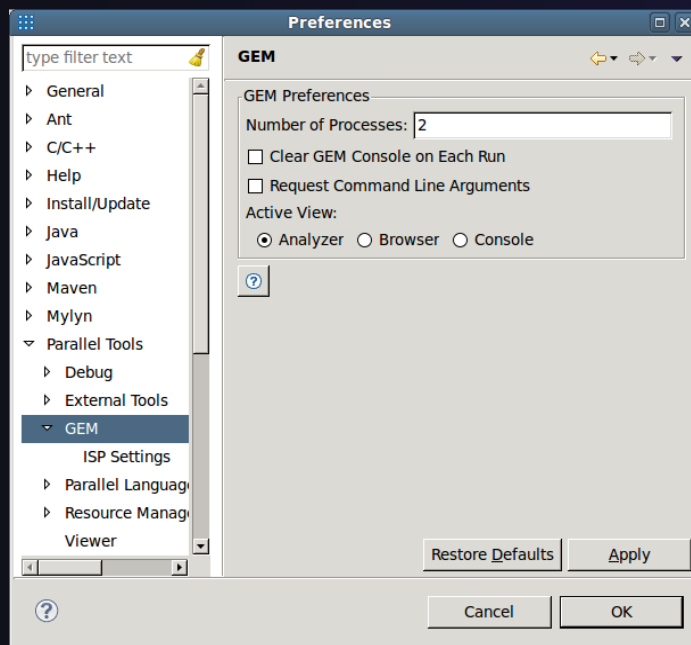 Preferences
type filter text
General
Ant
C/C++
Help
Install/Update
Java
JavaScript
Maven
Mylyn
Parallel Tools
Debug
External Tools
GEM
ISP Settings
Parallel Languag
Resource Manag
Viewer
GEM
GEM Preferences
Number of Processes: 2
Clear GEM Console on Each Run
Request Command Line Arguments
Active View:
Analyzer Browser Console
?
Restore Defaults Apply
? Cancel OK